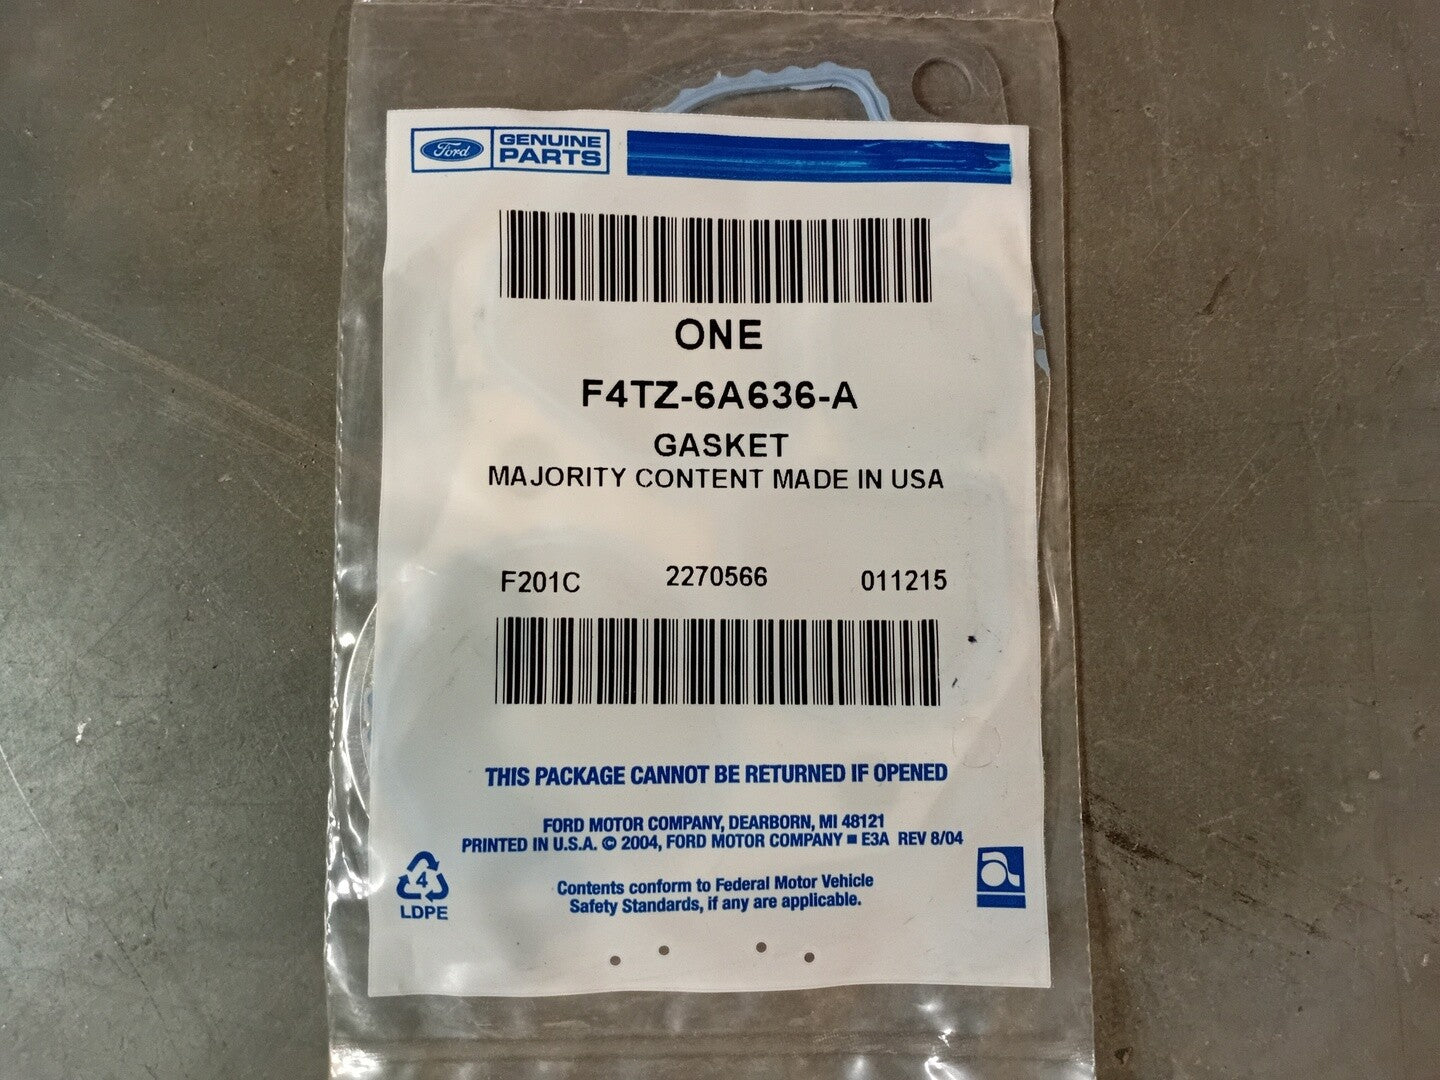 Ford GENUINE PARTS
ONE
F4TZ-6A636-A
GASKET
MAJORITY CONTENT MADE IN USA
F201C 2270566 011215
THIS PACKAGE CANNOT BE RETURNED IF OPENED
FORD MOTOR COMPANY, DEARBORN, MI 48121
PRINTED IN U.S.A. © 2004, FORD MOTOR COMPANY ■ E3A REV 8/04
Contents conform to Federal Motor Vehicle
Safety Standards, if any are applicable.
4
LDPE
a